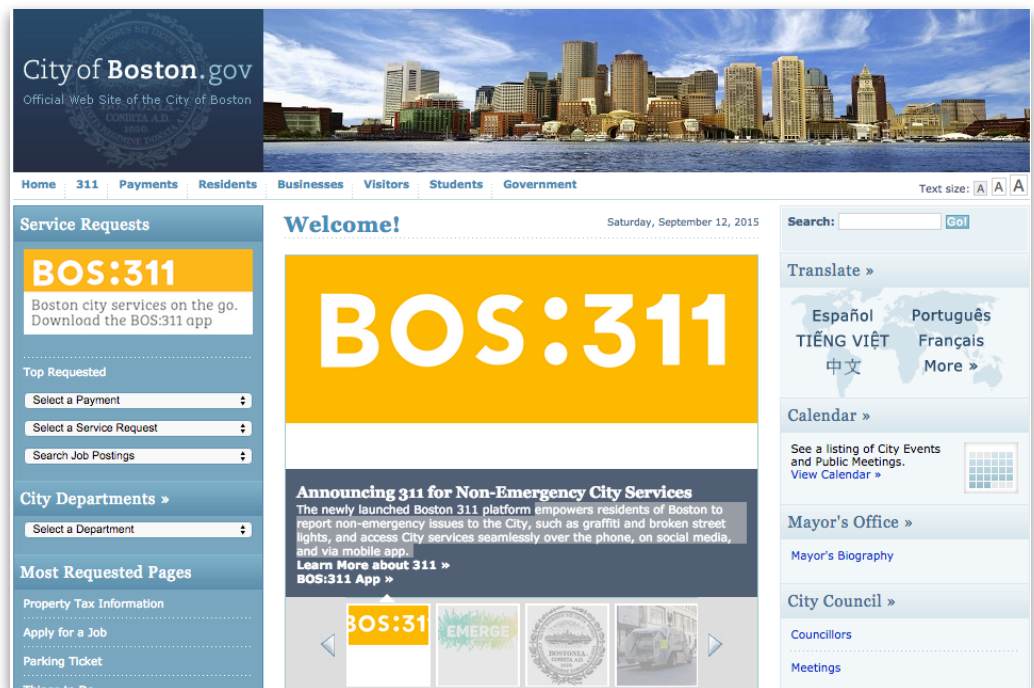 City of Boston.gov
Official Web Site of the City of Boston
Home 311 Payments Residents Businesses Visitors Students Government
Text size: A A A
Service Requests
BOS:311
Boston city services on the go.
Download the BOS:311 app
Top Requested
Select a Payment
Select a Service Request
Search Job Postings
City Departments »
Select a Department
Most Requested Pages
Property Tax Information
Apply for a Job
Parking Ticket
Welcome!
Saturday, September 12, 2015
BOS:311
Announcing 311 for Non-Emergency City Services
The newly launched Boston 311 platform empowers residents of Boston to
report non-emergency issues to the City, such as graffiti and broken street
lights, and access City services seamlessly over the phone, on social media,
and via mobile app.
Learn More about 311 »
BOS:311 App »
BOS:31
EMERGE
BOSTONIA.
Search:
Go!
Translate »
Español
Português
TIẾNG VIỆT
Français
中文
More »
Calendar »
See a listing of City Events
and Public Meetings.
View Calendar »
Mayor's Office »
Mayor's Biography
City Council »
Councillors
Meetings